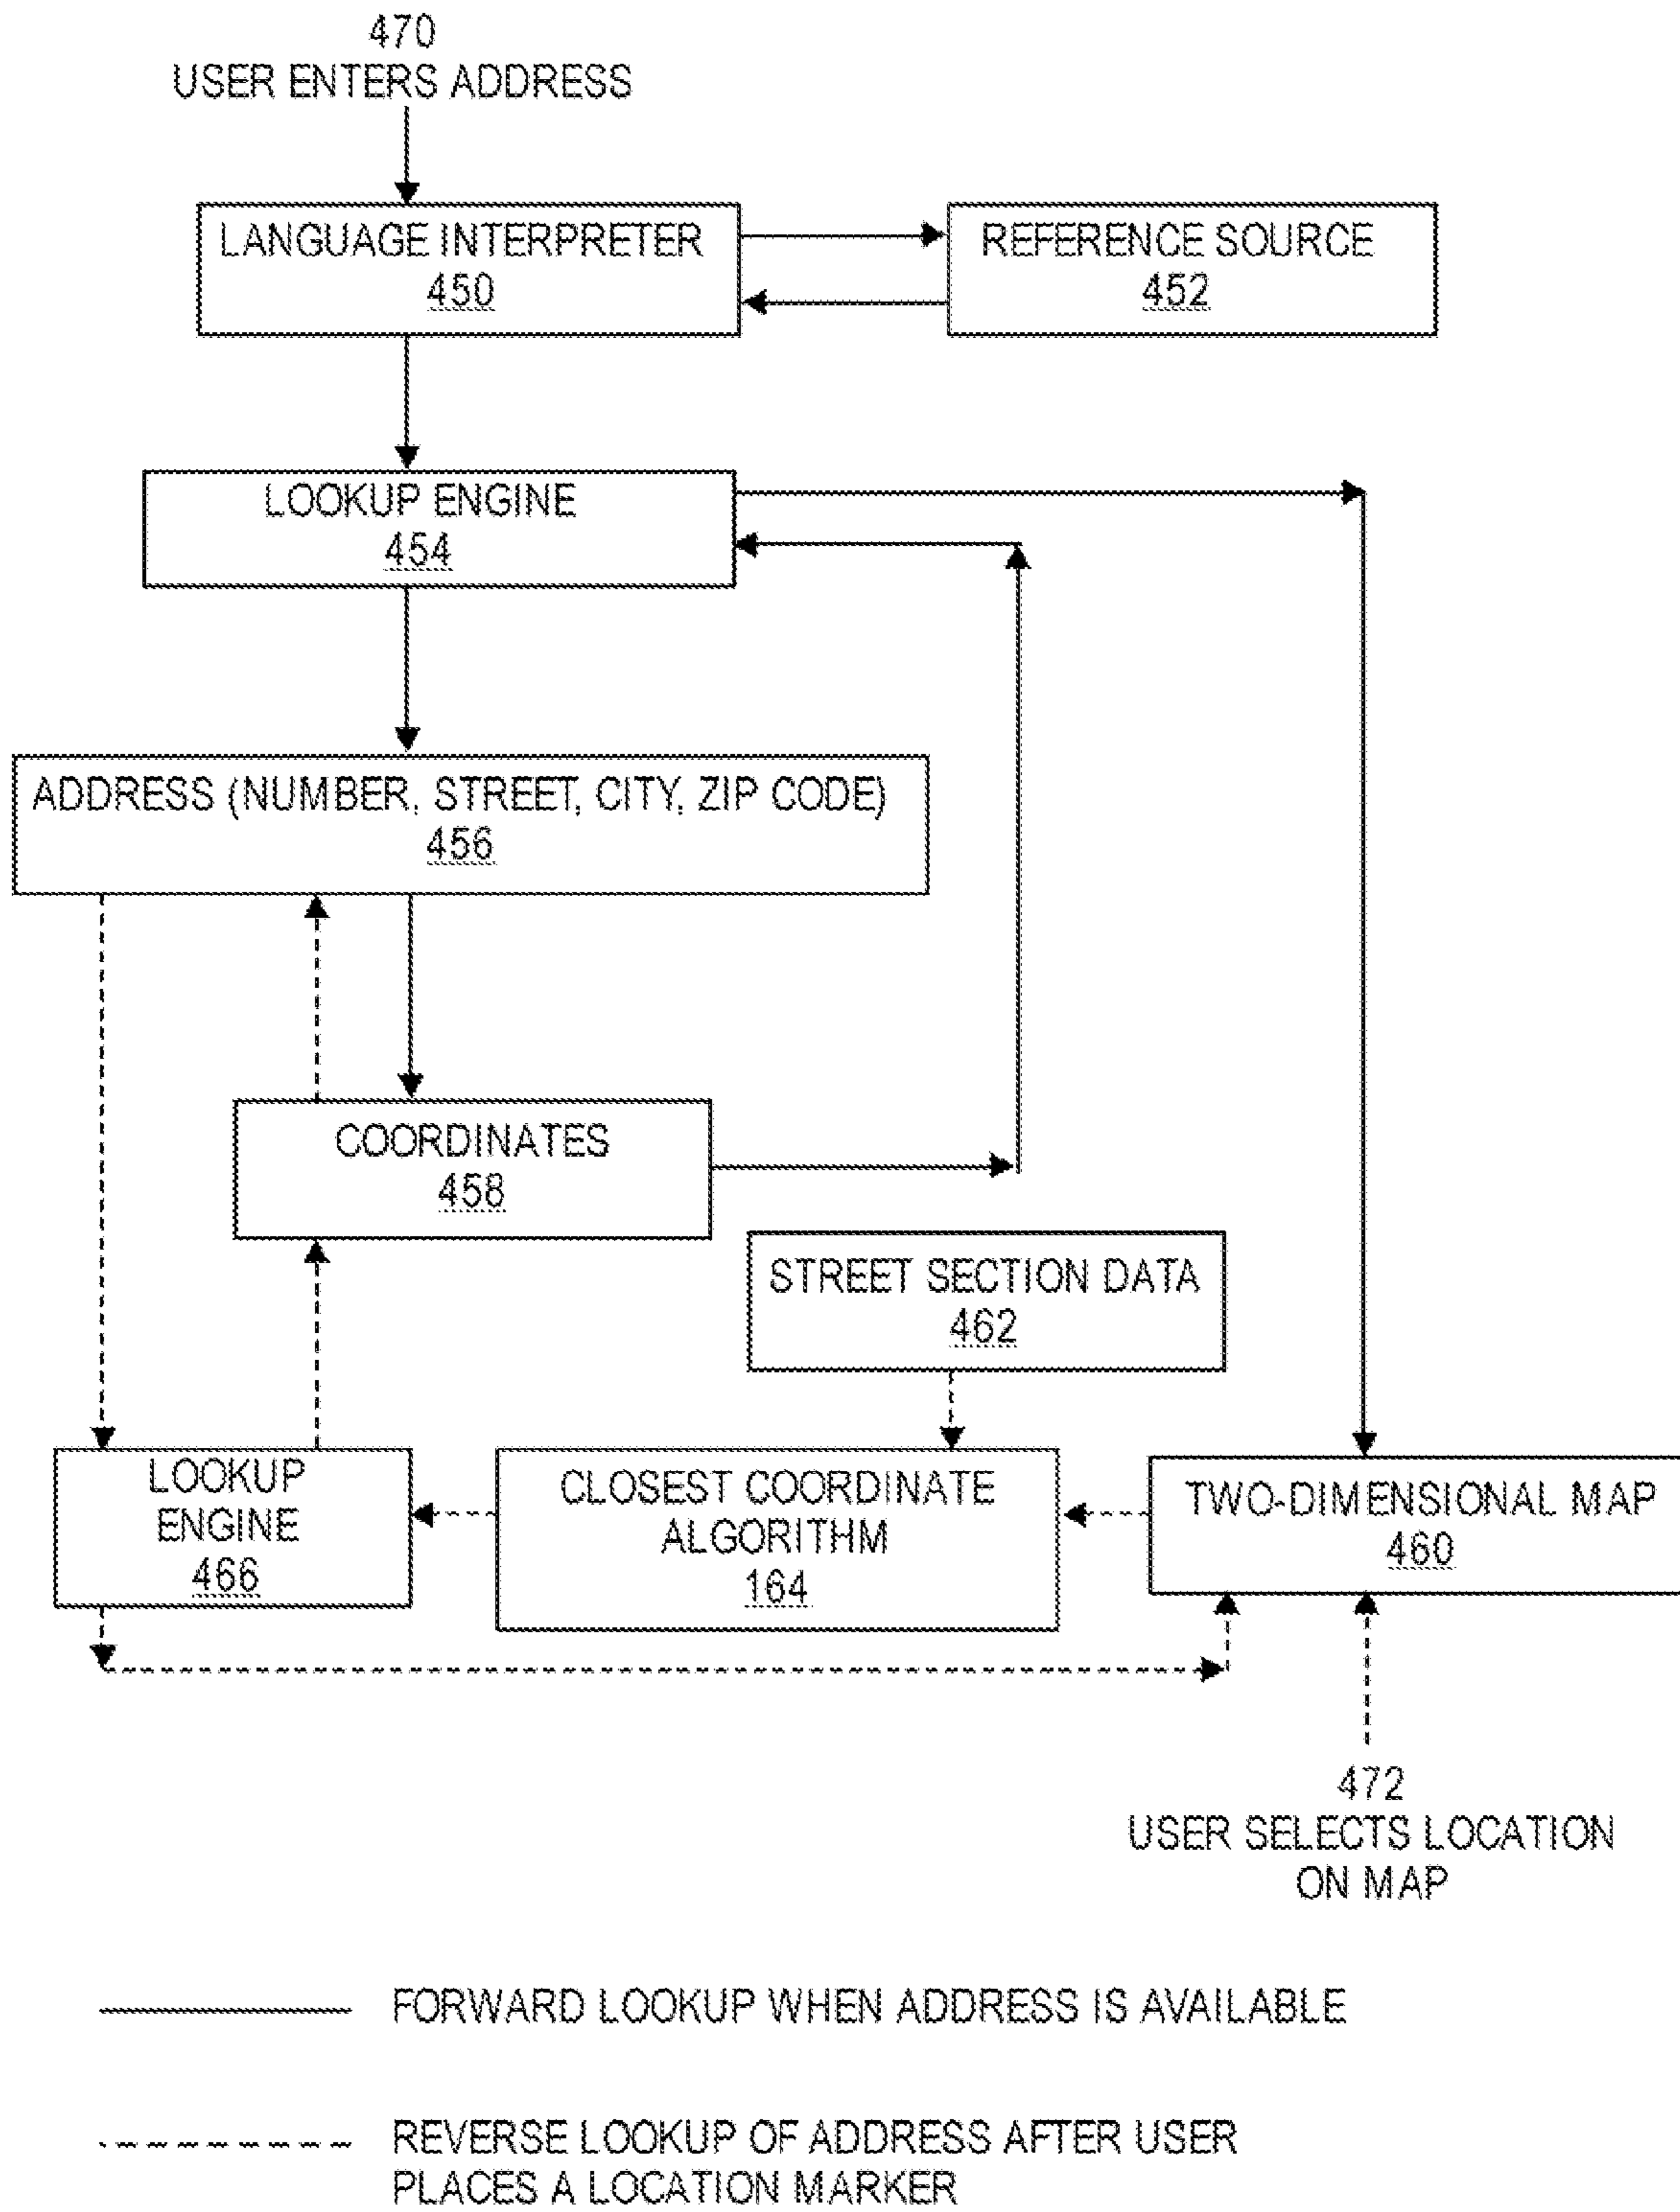 470
USER ENTERS ADDRESS
LANGUAGE INTERPRETER
450
REFERENCE SOURCE
452
LOOKUP ENGINE
454
ADDRESS (NUMBER, STREET, CITY, ZIP CODE)
456
COORDINATES
458
STREET SECTION DATA
462
LOOKUP
ENGINE
466
CLOSEST COORDINATE
ALGORITHM
164
TWO-DIMENSIONAL MAP
460
472
USER SELECTS LOCATION
ON MAP
FORWARD LOOKUP WHEN ADDRESS IS AVAILABLE
REVERSE LOOKUP OF ADDRESS AFTER USER
PLACES A LOCATION MARKER